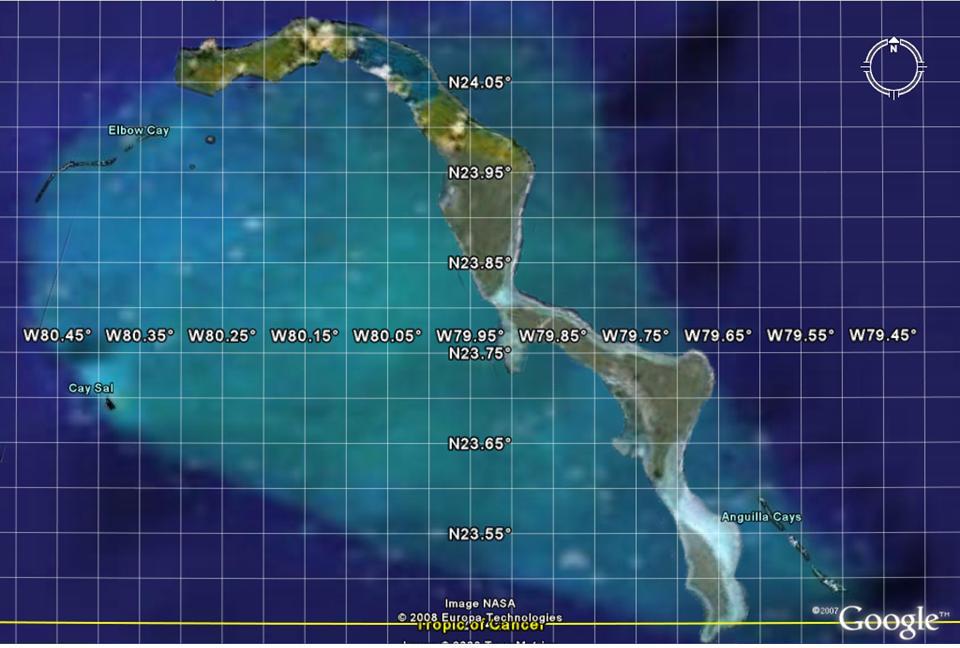 N
N24.05°
Elbow Cay
N23.95°
N23.85°
W80.45° W80.35° W80.25° W80.15° W80.05° W79.95° W79.85° W79.75° W79.65° W79.55° W79.45°
N23.75°
Cay Sal
N23.65°
Anguilla Cays
N23.55°
Image NASA
© 2008 Europa Technologies
Tropic of Cancer
©2007 Google™